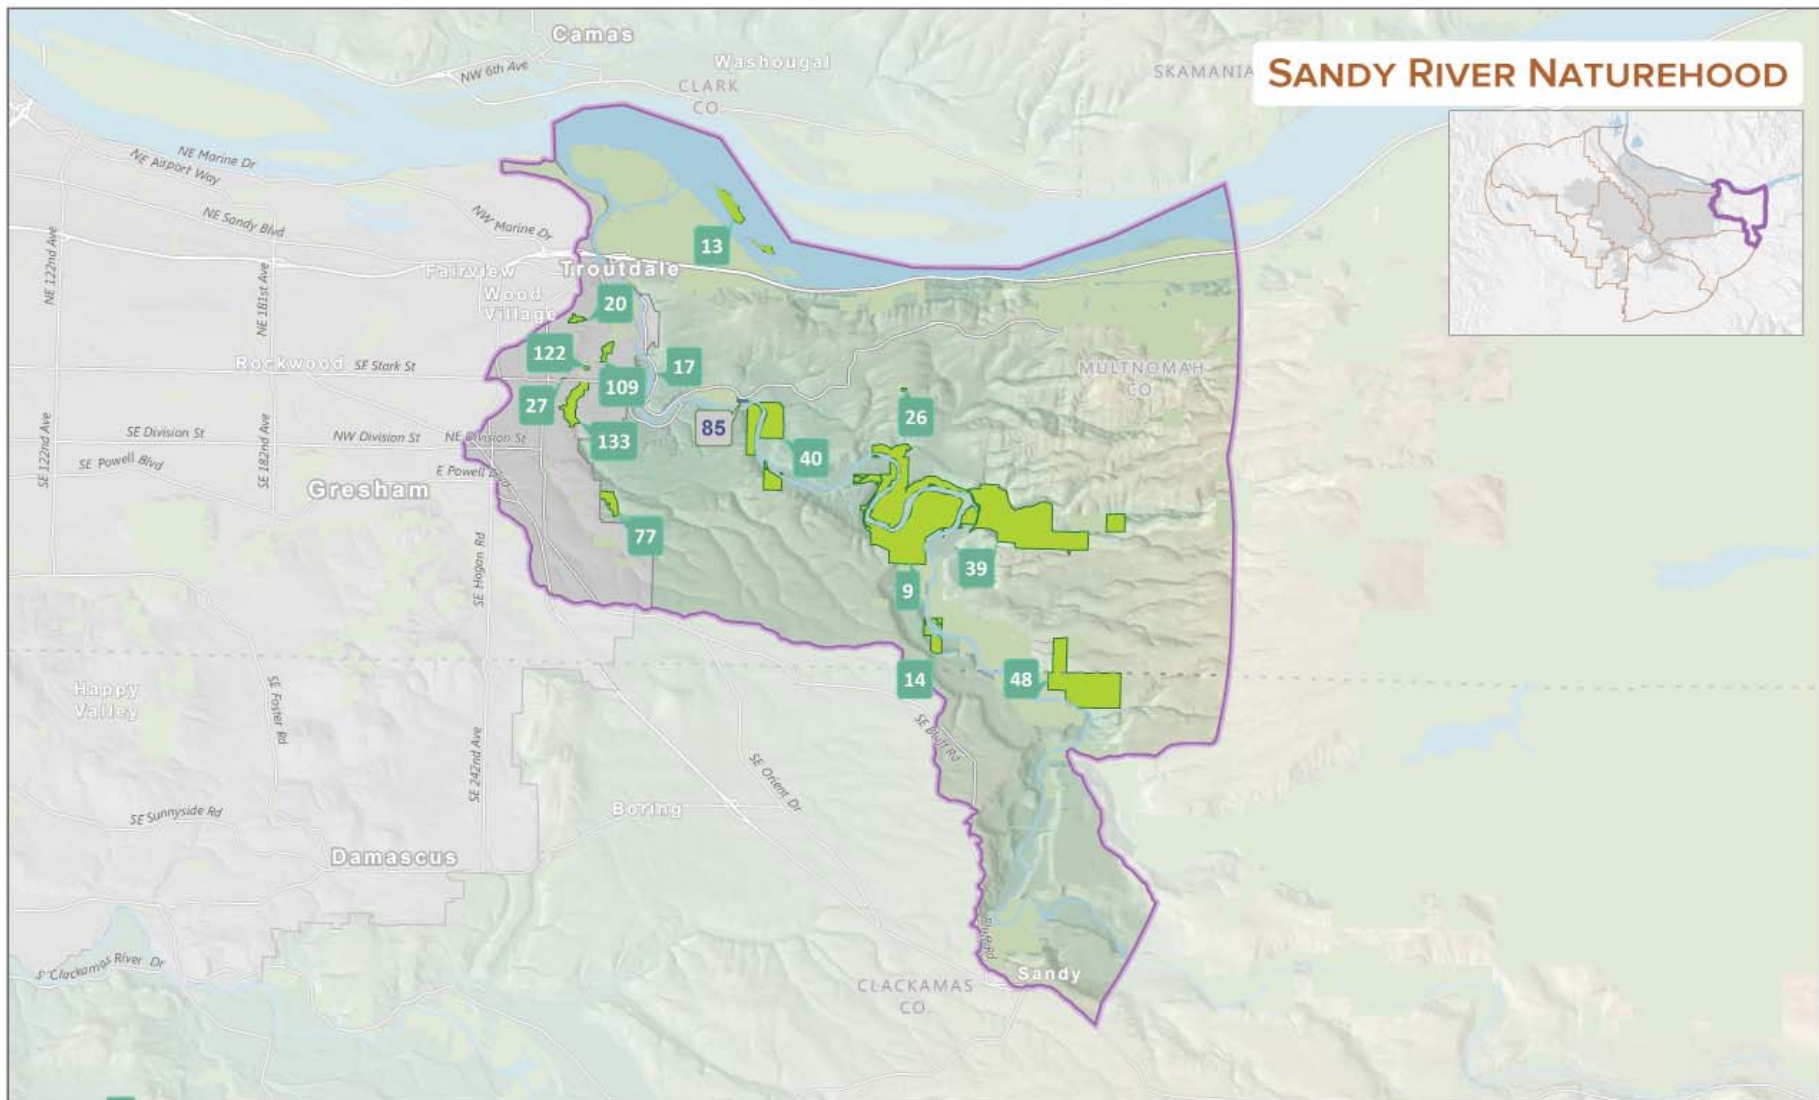 SANDY RIVER NATUREHOOD
Camas
Washougal
NW 6th Ave
CLARK
CO
SKAMANIA
NE Marine Dr
NE Airport Way
NE Sandy Blvd
NW Marine Dr
NE 122nd Ave
NE 181st Ave
Fairview
Troutdale
Wood
Village
13
20
122
17
109
27
133
85
40
26
Rockwood
SE Stark St
MULTNOMAH
CO
SE Division St
NW Division St
NE Division St
SE Powell Blvd
E Powell Blvd
SE 122nd Ave
SE 182nd Ave
Gresham
77
39
9
14
48
SE Hogan Rd
Happy
Valley
SE Foster Rd
SE 242nd Ave
SE Bluff Rd
SE Orient Dr
Boring
SE Sunnyside Rd
Damascus
Bluff Rd
Sandy
S Clackamas River Dr
CLACKAMAS
CO.